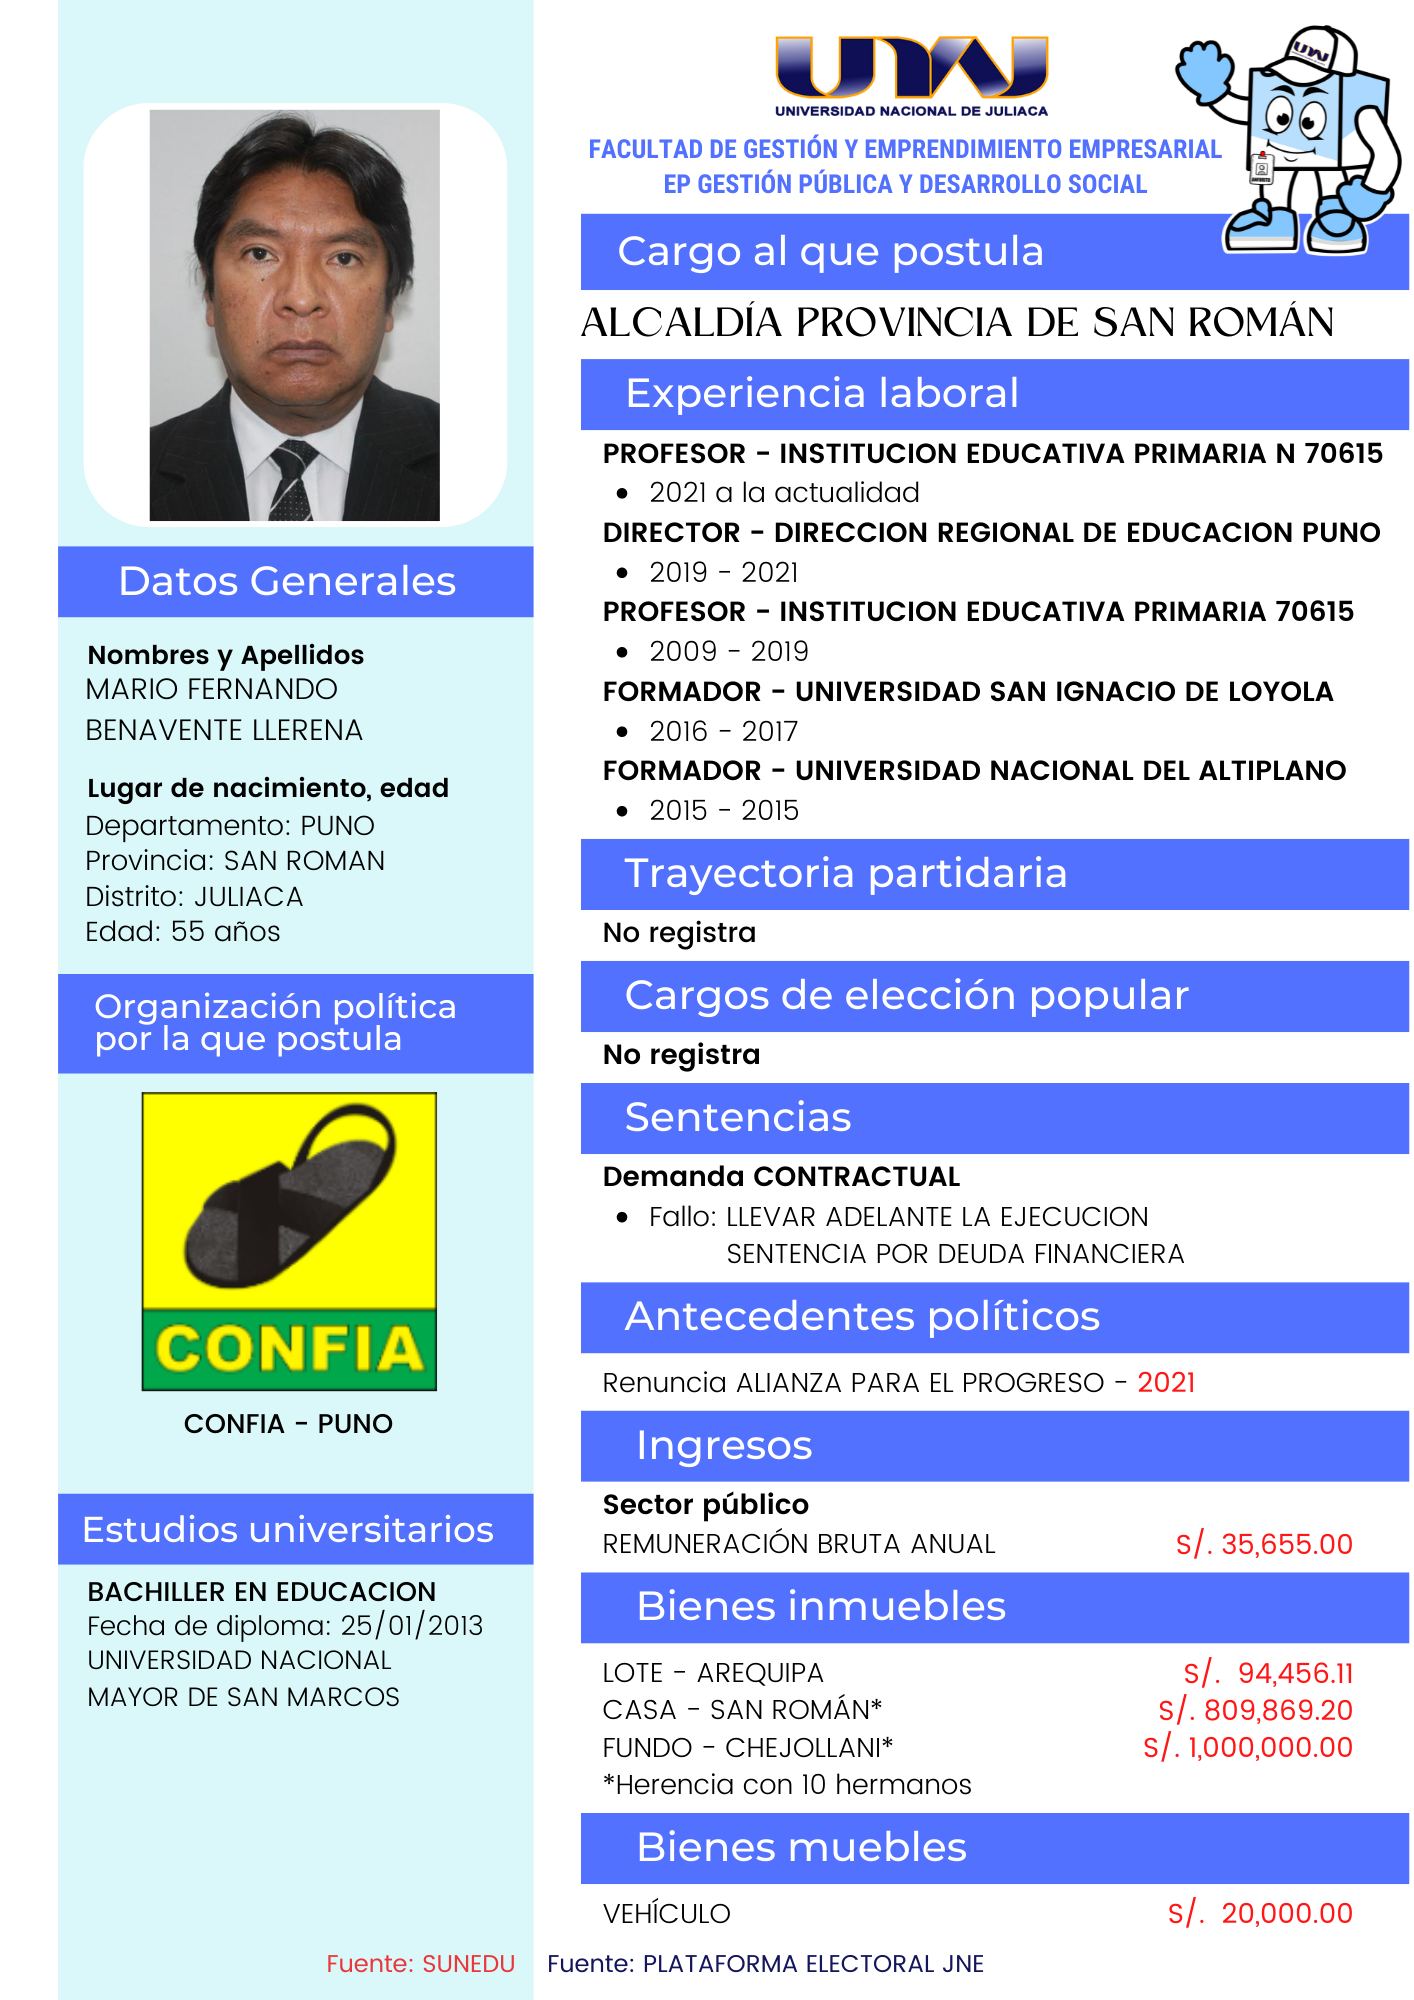 UNAJ
UNIVERSIDAD NACIONAL DE JULIACA
FACULTAD DE GESTIÓN Y EMPRENDIMIENTO EMPRESARIAL
EP GESTIÓN PÚBLICA Y DESARROLLO SOCIAL
UNAJ
ANFORITO
Datos Generales
Nombres y Apellidos
MARIO FERNANDO
BENAVENTE LLERENA
Lugar de nacimiento, edad
Departamento: PUNO
Provincia: SAN ROMAN
Distrito: JULIACA
Edad: 55 años
Organización política
por la que postula
CONFIA
CONFIA - PUNO
Estudios universitarios
BACHILLER EN EDUCACION
Fecha de diploma: 25/01/2013
UNIVERSIDAD NACIONAL
MAYOR DE SAN MARCOS
Fuente: SUNEDU
Cargo al que postula
ALCALDÍA PROVINCIA DE SAN ROMÁN
Experiencia laboral
PROFESOR - INSTITUCION EDUCATIVA PRIMARIA N 70615
• 2021 a la actualidad
DIRECTOR - DIRECCION REGIONAL DE EDUCACION PUNO
• 2019 - 2021
PROFESOR - INSTITUCION EDUCATIVA PRIMARIA 70615
• 2009 - 2019
FORMADOR - UNIVERSIDAD SAN IGNACIO DE LOYOLA
• 2016 - 2017
FORMADOR - UNIVERSIDAD NACIONAL DEL ALTIPLANO
• 2015 - 2015
Trayectoria partidaria
No registra
Cargos de elección popular
No registra
Sentencias
Demanda CONTRACTUAL
• Fallo: LLEVAR ADELANTE LA EJECUCION
SENTENCIA POR DEUDA FINANCIERA
Antecedentes políticos
Renuncia ALIANZA PARA EL PROGRESO - 2021
Ingresos
Sector público
REMUNERACIÓN BRUTA ANUAL S/. 35,655.00
Bienes inmuebles
LOTE - AREQUIPA S/. 94,456.11
CASA - SAN ROMÁN* S/. 809,869.20
FUNDO - CHEJOLLANI* S/. 1,000,000.00
*Herencia con 10 hermanos
Bienes muebles
VEHÍCULO S/. 20,000.00
Fuente: PLATAFORMA ELECTORAL JNE